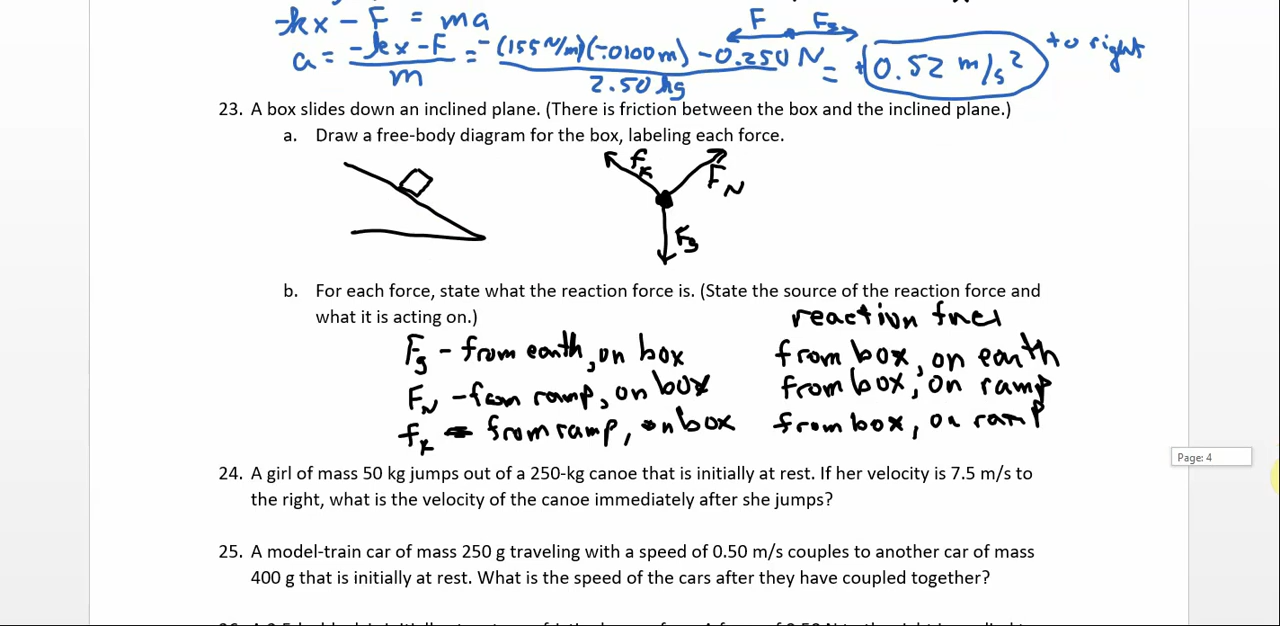 -kx - F = ma
F F₃
a = -kx-F / m = -(155 N/m)(-.0100m) - 0.250 N / 2.50 kg = +0.52 m/s² to right
23. A box slides down an inclined plane. (There is friction between the box and the inclined plane.)
a. Draw a free-body diagram for the box, labeling each force.
fk FN
Fg
b. For each force, state what the reaction force is. (State the source of the reaction force and
what it is acting on.)
reaction
Fg - from earth, on box from box, on earth
FN - from ramp, on box from box, on ramp
fk = from ramp, on box from box, on ramp
24. A girl of mass 50 kg jumps out of a 250-kg canoe that is initially at rest. If her velocity is 7.5 m/s to
the right, what is the velocity of the canoe immediately after she jumps?
Page: 4
25. A model-train car of mass 250 g traveling with a speed of 0.50 m/s couples to another car of mass
400 g that is initially at rest. What is the speed of the cars after they have coupled together?